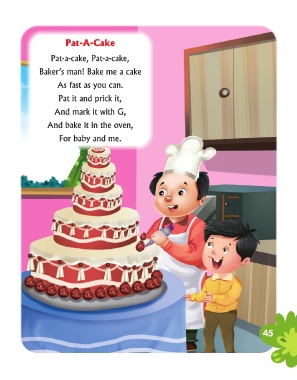 Pat-A-Cake
Pat-a-cake, Pat-a-cake,
Baker's man! Bake me a cake
As fast as you can.
Pat it and prick it,
And mark it with G,
And bake it in the oven,
For baby and me.
45